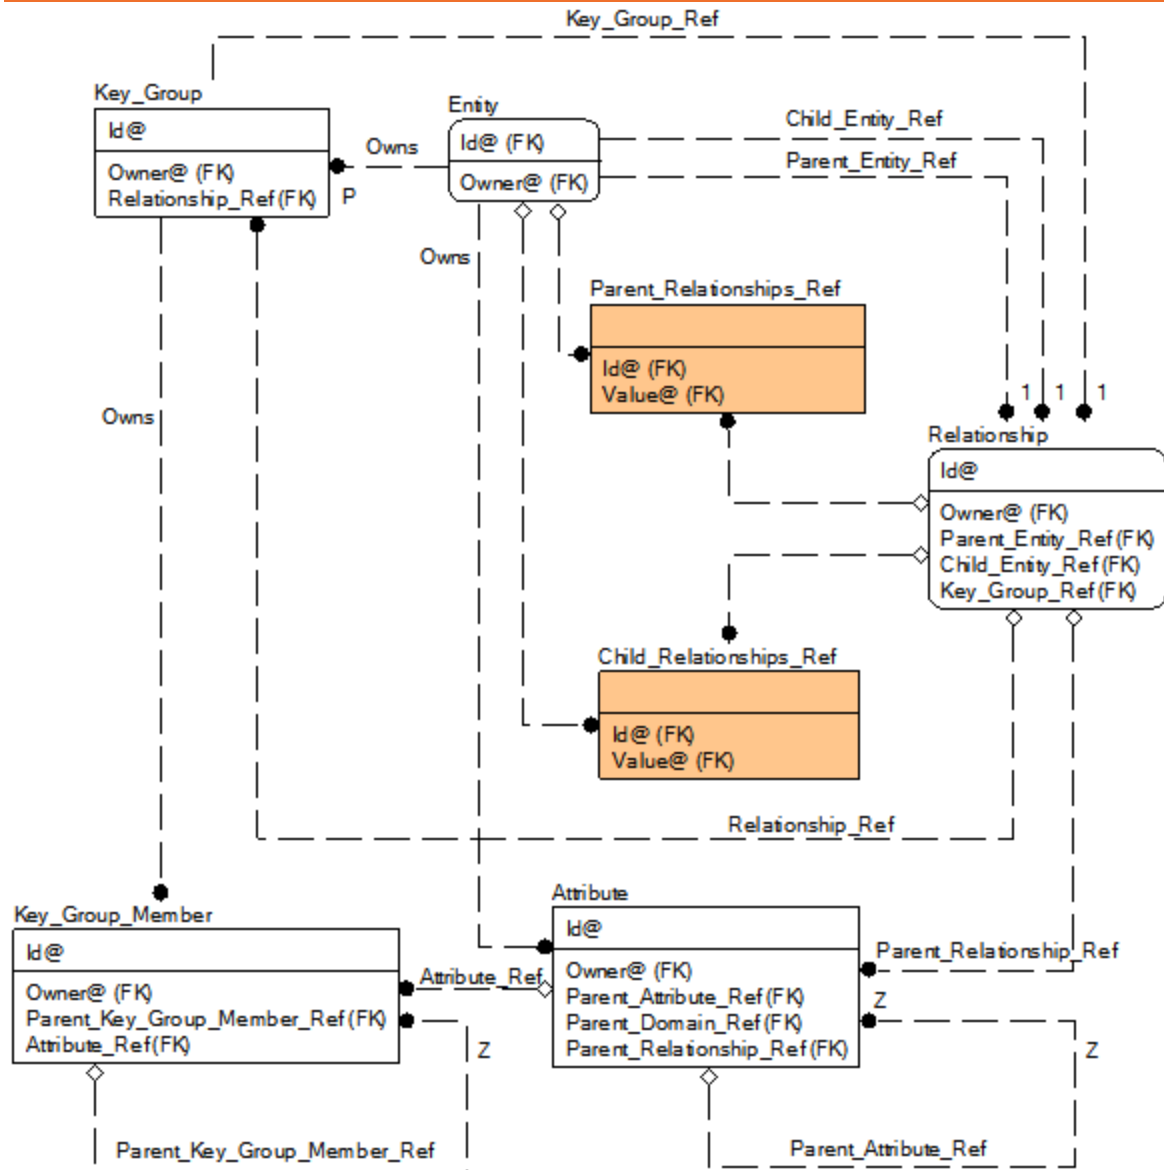 Key_Group_Ref
Key_Group
Id@
Owner@ (FK)
Relationship_Ref(FK)
Owns
P
Entity
Id@ (FK)
Owner@ (FK)
Child_Entity_Ref
Parent_Entity_Ref
Owns
Parent_Relationships_Ref
Id@ (FK)
Value@ (FK)
1
1
1
Relationship
Id@
Owner@ (FK)
Parent_Entity_Ref(FK)
Child_Entity_Ref(FK)
Key_Group_Ref(FK)
Owns
Child_Relationships_Ref
Id@ (FK)
Value@ (FK)
Relationship_Ref
Key_Group_Member
Id@
Owner@ (FK)
Parent_Key_Group_Member_Ref(FK)
Attribute_Ref(FK)
Attribute_Ref
Z
Attribute
Id@
Owner@ (FK)
Parent_Attribute_Ref(FK)
Parent_Domain_Ref(FK)
Parent_Relationship_Ref(FK)
Parent_Relationship_Ref
Z
Z
Parent_Key_Group_Member_Ref
Parent_Attribute_Ref